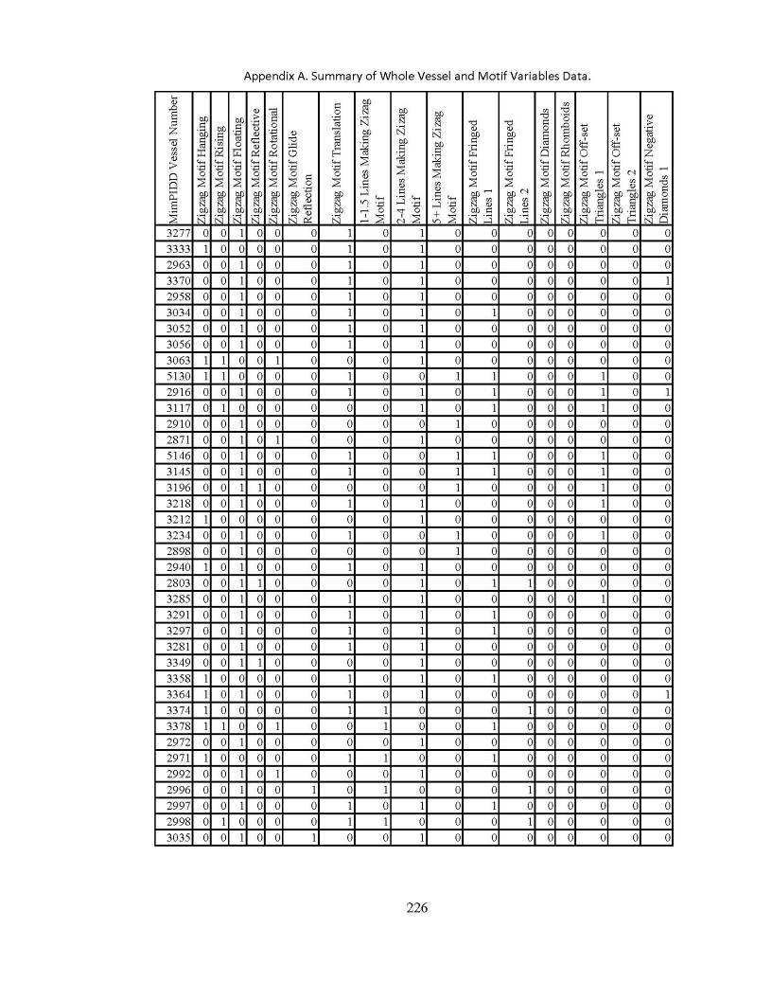 Appendix A. Summary of Whole Vessel and Motif Variables Data.
MimPIDD Vessel Number
Zigzag Motif Hanging
Zigzag Motif Rising
Zigzag Motif Floating
Zigzag Motif Reflective
Zigzag Motif Rotational
Zigzag Motif Glide
Reflection
Zigzag Motif Translation
1-1.5 Lines Making Zizag
Motif
2-4 Lines Making Zizag
Motif
5+ Lines Making Zizag
Motif
Zigzag Motif Fringed
Lines 1
Zigzag Motif Fringed
Lines 2
Zigzag Motif Diamonds
Zigzag Motif Rhomboids
Zigzag Motif Off-set
Triangles 1
Zigzag Motif Off-set
Triangles 2
Zigzag Motif Negative
Diamonds 1
3277 0 0 1 0 0 0 1 0 1 0 0 0 0 0 0 0 0
3333 1 0 0 0 0 0 1 0 1 0 0 0 0 0 0 0 0
2963 0 0 1 0 0 0 1 0 1 0 0 0 0 0 0 0 0
3370 0 0 1 0 0 0 1 0 1 0 0 0 0 0 0 0 1
2958 0 0 1 0 0 0 1 0 1 0 0 0 0 0 0 0 0
3034 0 0 1 0 0 0 1 0 1 0 1 0 0 0 0 0 0
3052 0 0 1 0 0 0 1 0 1 0 0 0 0 0 0 0 0
3056 0 0 1 0 0 0 1 0 1 0 0 0 0 0 0 0 0
3063 1 1 0 0 1 0 0 0 1 0 0 0 0 0 0 0 0
5130 1 1 0 0 0 0 1 0 0 1 1 0 0 0 1 0 0
2916 0 0 1 0 0 0 1 0 1 0 1 0 0 0 1 0 1
3117 0 1 0 0 0 0 0 0 1 0 1 0 0 0 1 0 0
2910 0 0 1 0 0 0 0 0 0 1 0 0 0 0 0 0 0
2871 0 0 1 0 1 0 0 0 1 0 0 0 0 0 0 0 0
5146 0 0 1 0 0 0 1 0 0 1 1 0 0 0 1 0 0
3145 0 0 1 0 0 0 1 0 0 1 1 0 0 0 1 0 0
3196 0 0 1 1 0 0 0 0 0 1 0 0 0 0 1 0 0
3218 0 0 1 0 0 0 1 0 1 0 0 0 0 0 1 0 0
3212 1 0 0 0 0 0 0 0 1 0 0 0 0 0 0 0 0
3234 0 0 1 0 0 0 1 0 0 1 0 0 0 0 1 0 0
2898 0 0 1 0 0 0 0 0 0 1 0 0 0 0 0 0 0
2940 1 0 1 0 0 0 1 0 1 0 0 0 0 0 0 0 0
2803 0 0 1 1 0 0 0 0 1 0 1 1 0 0 0 0 0
3285 0 0 1 0 0 0 1 0 1 0 0 0 0 0 1 0 0
3291 0 0 1 0 0 0 1 0 1 0 1 0 0 0 0 0 0
3297 0 0 1 0 0 0 1 0 1 0 1 0 0 0 0 0 0
3281 0 0 1 0 0 0 1 0 1 0 0 0 0 0 0 0 0
3349 0 0 1 1 0 0 0 0 1 0 0 0 0 0 0 0 0
3358 1 0 0 0 0 0 1 0 1 0 1 0 0 0 0 0 0
3364 1 0 1 0 0 0 1 0 1 0 0 0 0 0 0 0 1
3374 1 0 0 0 0 0 1 1 0 0 0 1 0 0 0 0 0
3378 1 1 0 0 1 0 0 1 0 0 1 0 0 0 0 0 0
2972 0 0 1 0 0 0 0 0 1 0 0 0 0 0 0 0 0
2971 1 0 0 0 0 0 1 1 0 0 1 0 0 0 0 0 0
2992 0 0 1 0 1 0 0 0 1 0 0 0 0 0 0 0 0
2996 0 0 1 0 0 1 0 1 0 0 0 1 0 0 0 0 0
2997 0 0 1 0 0 0 1 0 1 0 1 0 0 0 0 0 0
2998 0 1 0 0 0 0 1 1 0 0 0 1 0 0 0 0 0
3035 0 0 1 0 0 1 0 0 1 0 0 0 0 0 0 0 0
226